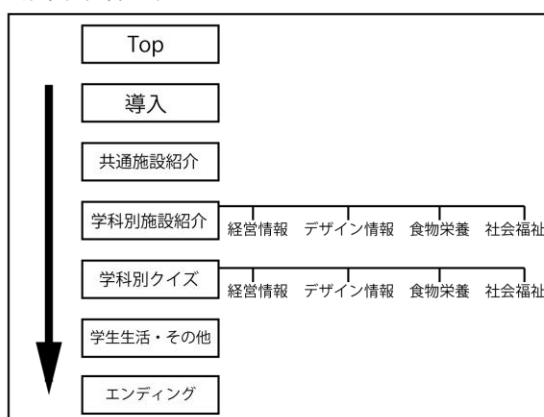 Top
導入
共通施設紹介
学科別施設紹介
経営情報 デザイン情報 食物栄養 社会福祉
学科別クイズ
経営情報 デザイン情報 食物栄養 社会福祉
学生生活・その他
エンディング